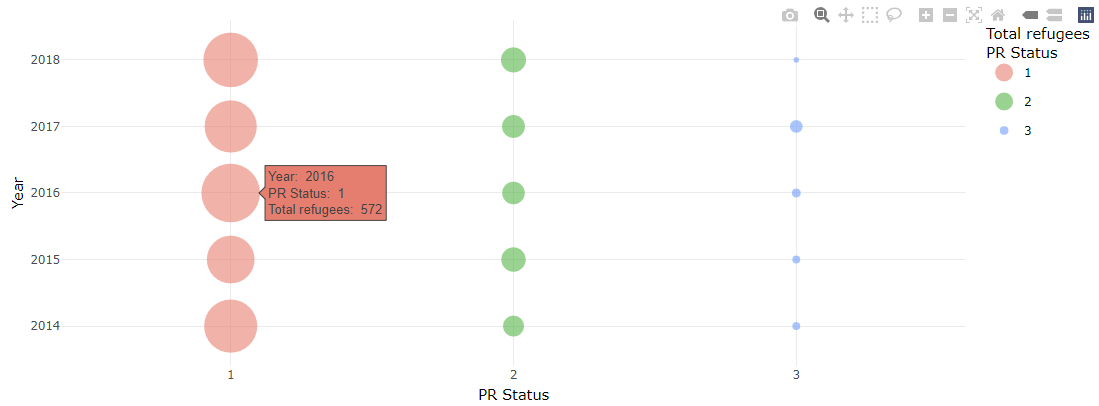 Total refugees
PR Status
1
2
3
2018
2017
2016
2015
2014
Year
Year: 2016
PR Status: 1
Total refugees: 572
1 2 3
PR Status